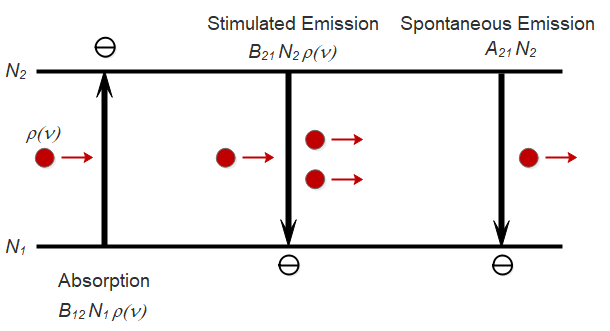 Stimulated Emission
B₂₁ N₂ ρ(ν)
Spontaneous Emission
A₂₁ N₂
N₂
ρ(ν)
N₁
Absorption
B₁₂ N₁ ρ(ν)